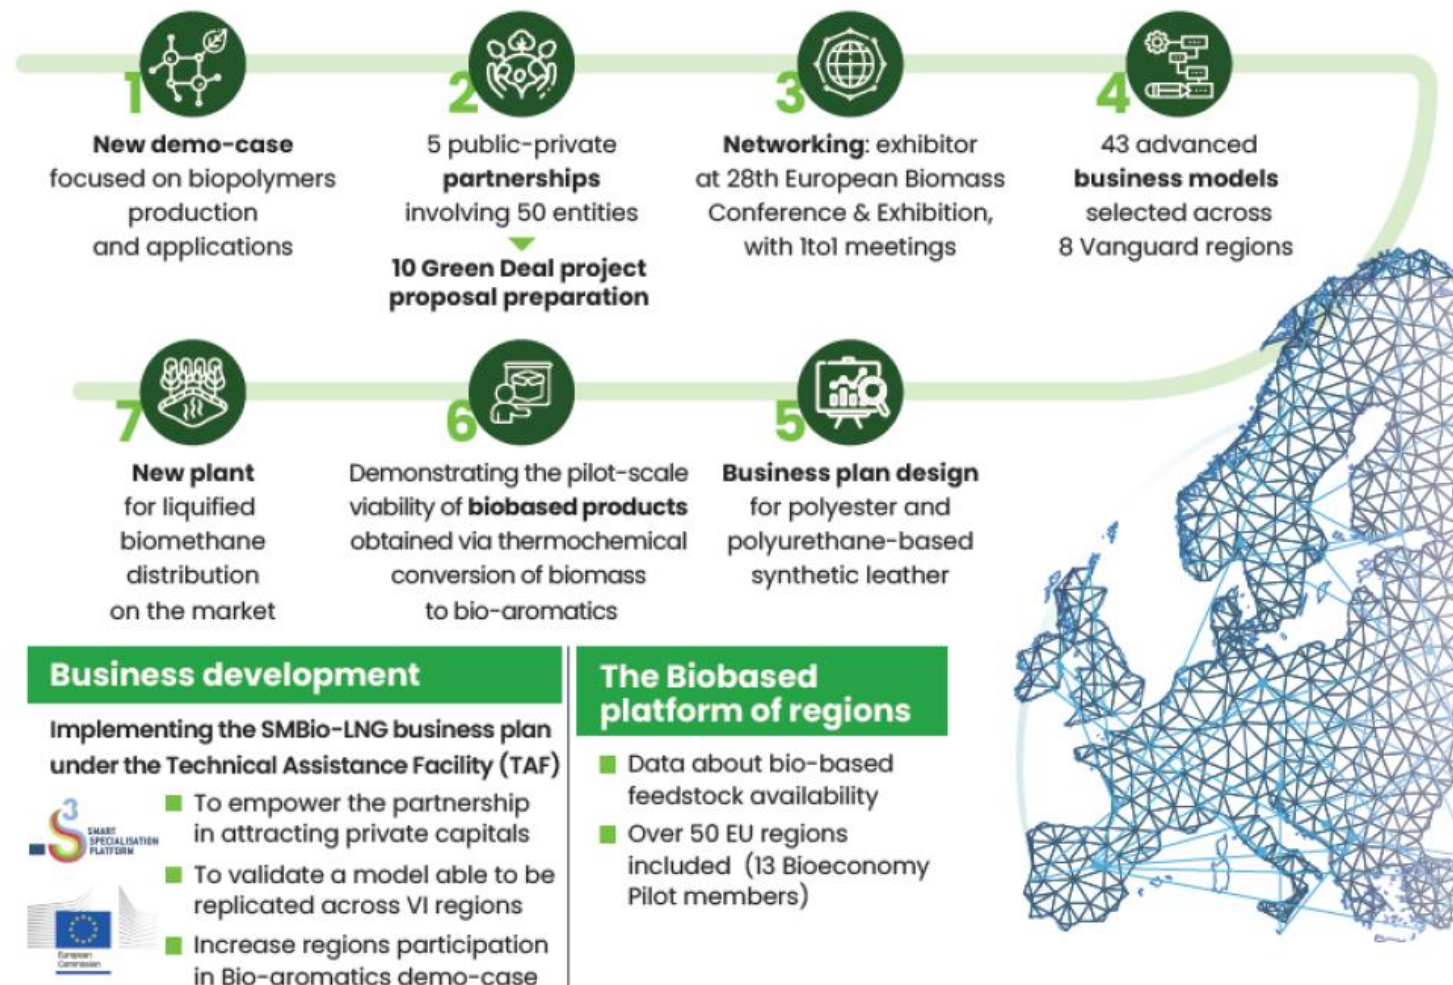 1
New demo-case
focused on biopolymers
production
and applications
2
5 public-private
partnerships
involving 50 entities
10 Green Deal project
proposal preparation
3
Networking: exhibitor
at 28th European Biomass
Conference & Exhibition,
with 1to1 meetings
4
43 advanced
business models
selected across
8 Vanguard regions
5
Business plan design
for polyester and
polyurethane-based
synthetic leather
6
Demonstrating the pilot-scale
viability of biobased products
obtained via thermochemical
conversion of biomass
to bio-aromatics
7
New plant
for liquified
biomethane
distribution
on the market
Business development
Implementing the SMBio-LNG business plan
under the Technical Assistance Facility (TAF)
S3
SMART
SPECIALISATION
PLATFORM
European
Commission
To empower the partnership
in attracting private capitals
To validate a model able to be
replicated across VI regions
Increase regions participation
in Bio-aromatics demo-case
The Biobased
platform of regions
Data about bio-based
feedstock availability
Over 50 EU regions
included (13 Bioeconomy
Pilot members)